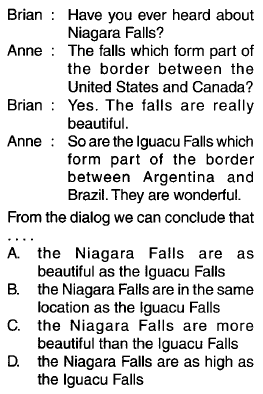 Brian : Have you ever heard about
Niagara Falls?
Anne : The falls which form part of
the border between the
United States and Canada?
Brian : Yes. The falls are really
beautiful.
Anne : So are the Iguacu Falls which
form part of the border
between Argentina and
Brazil. They are wonderful.
From the dialog we can conclude that
....
A. the Niagara Falls are as
beautiful as the Iguacu Falls
B. the Niagara Falls are in the same
location as the Iguacu Falls
C. the Niagara Falls are more
beautiful than the Iguacu Falls
D. the Niagara Falls are as high as
the Iguacu Falls